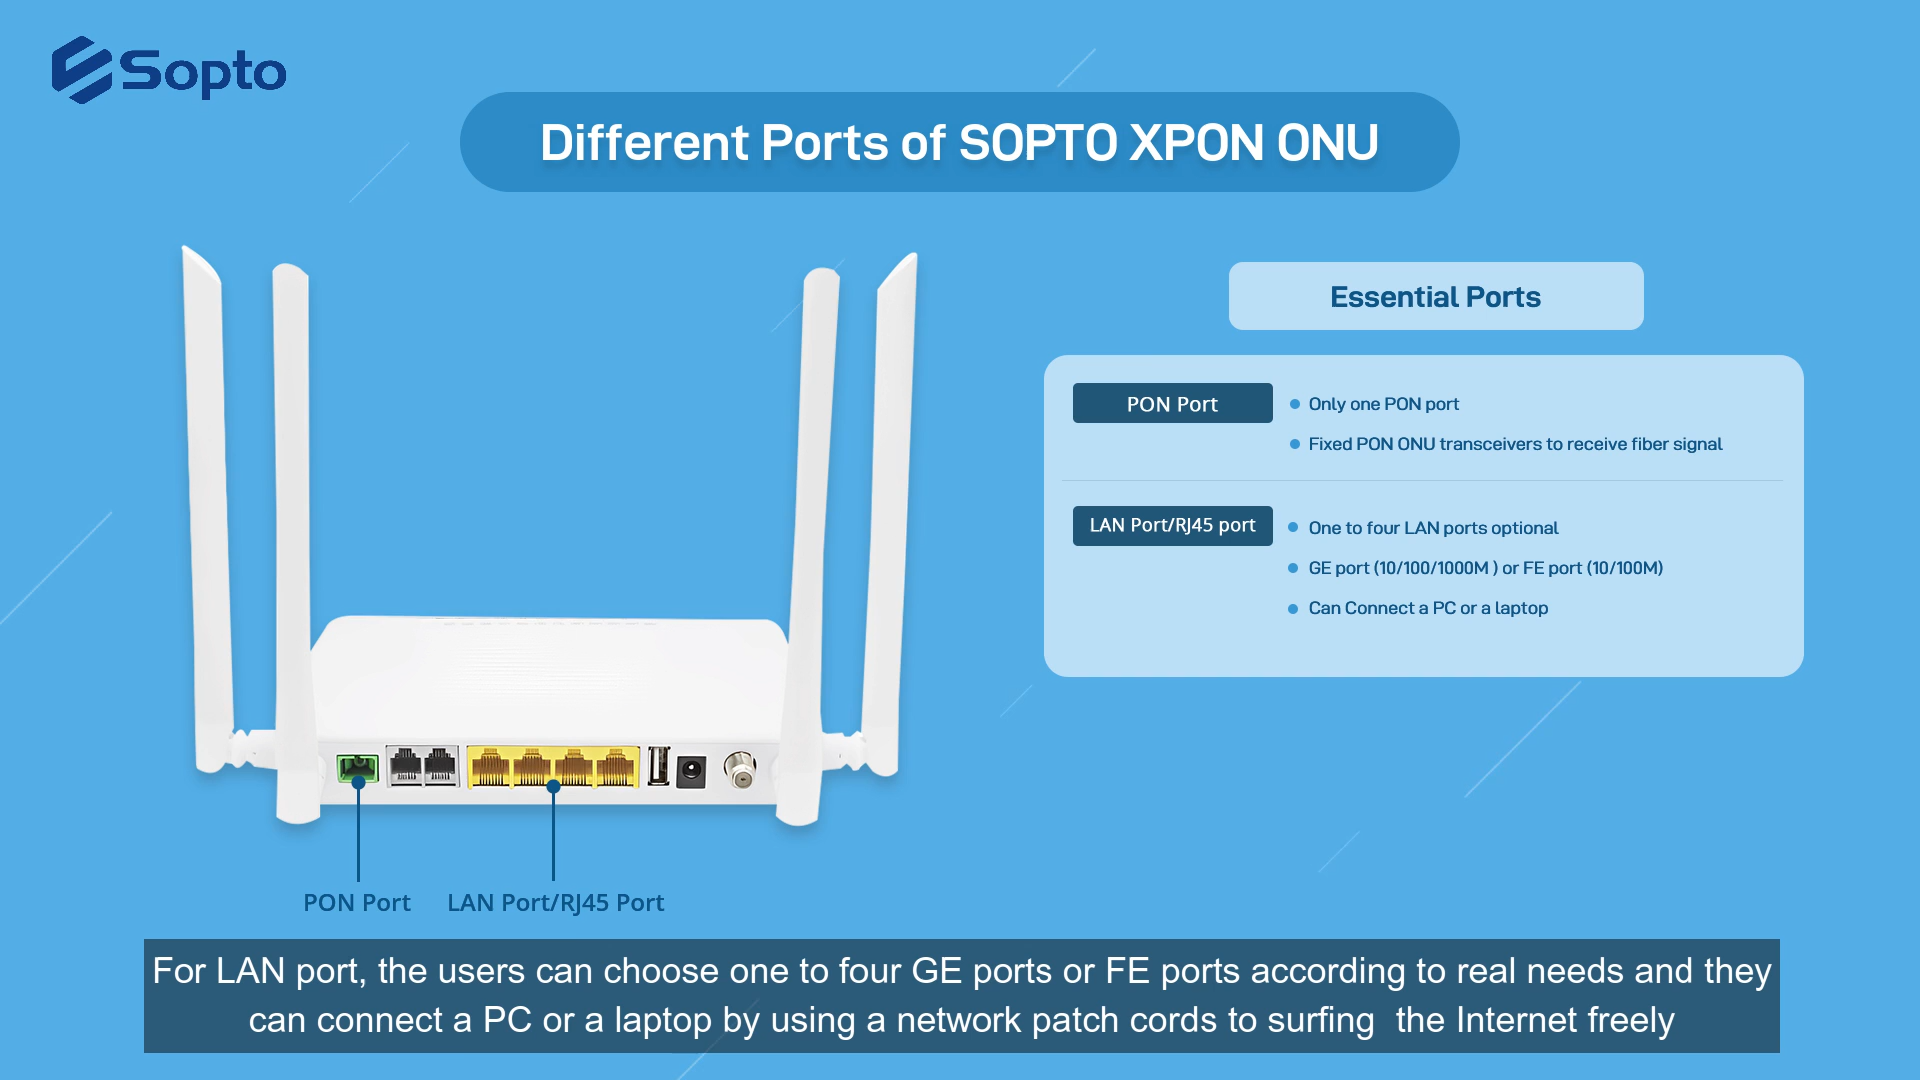 Sopto
Different Ports of SOPTO XPON ONU
Essential Ports
PON Port
Only one PON port
Fixed PON ONU transceivers to receive fiber signal
LAN Port/RJ45 port
One to four LAN ports optional
GE port (10/100/1000M ) or FE port (10/100M)
Can Connect a PC or a laptop
PON Port
LAN Port/RJ45 Port
For LAN port, the users can choose one to four GE ports or FE ports according to real needs and they
can connect a PC or a laptop by using a network patch cords to surfing  the Internet freely